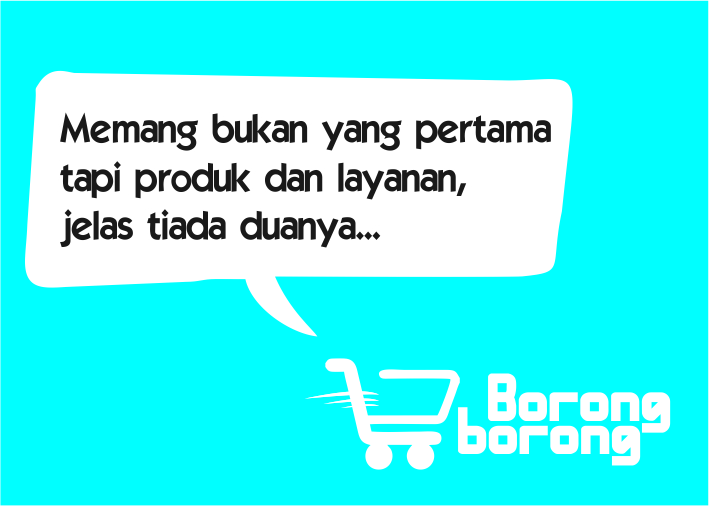 Memang bukan yang pertama
tapi produk dan layanan,
jelas tiada duanya...
Borong
borong